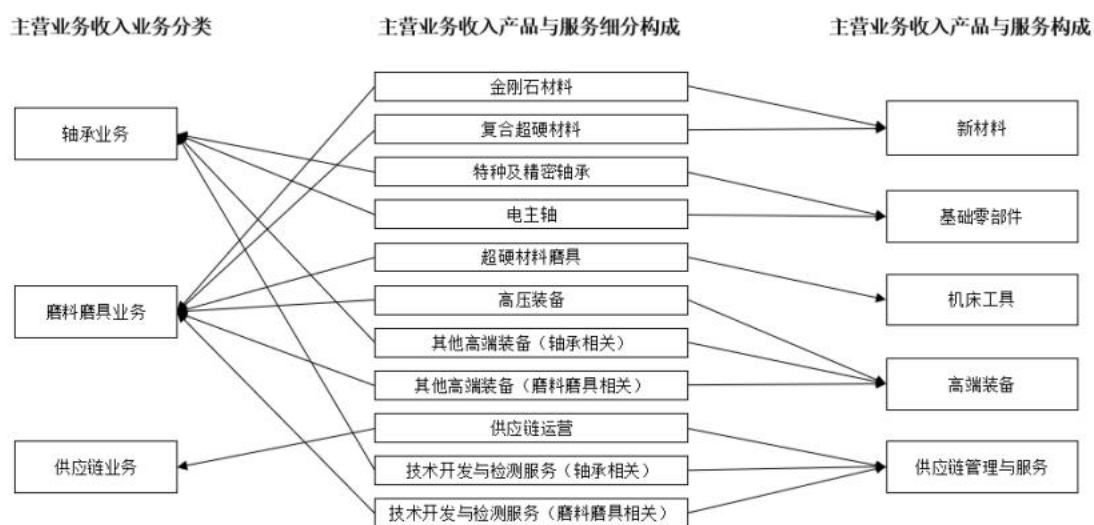 主营业务收入业务分类
主营业务收入产品与服务细分构成
主营业务收入产品与服务构成
轴承业务
磨料磨具业务
供应链业务
金刚石材料
复合超硬材料
特种及精密轴承
电主轴
超硬材料磨具
高压装备
其他高端装备（轴承相关）
其他高端装备（磨料磨具相关）
供应链运营
技术开发与检测服务（轴承相关）
技术开发与检测服务（磨料磨具相关）
新材料
基础零部件
机床工具
高端装备
供应链管理与服务